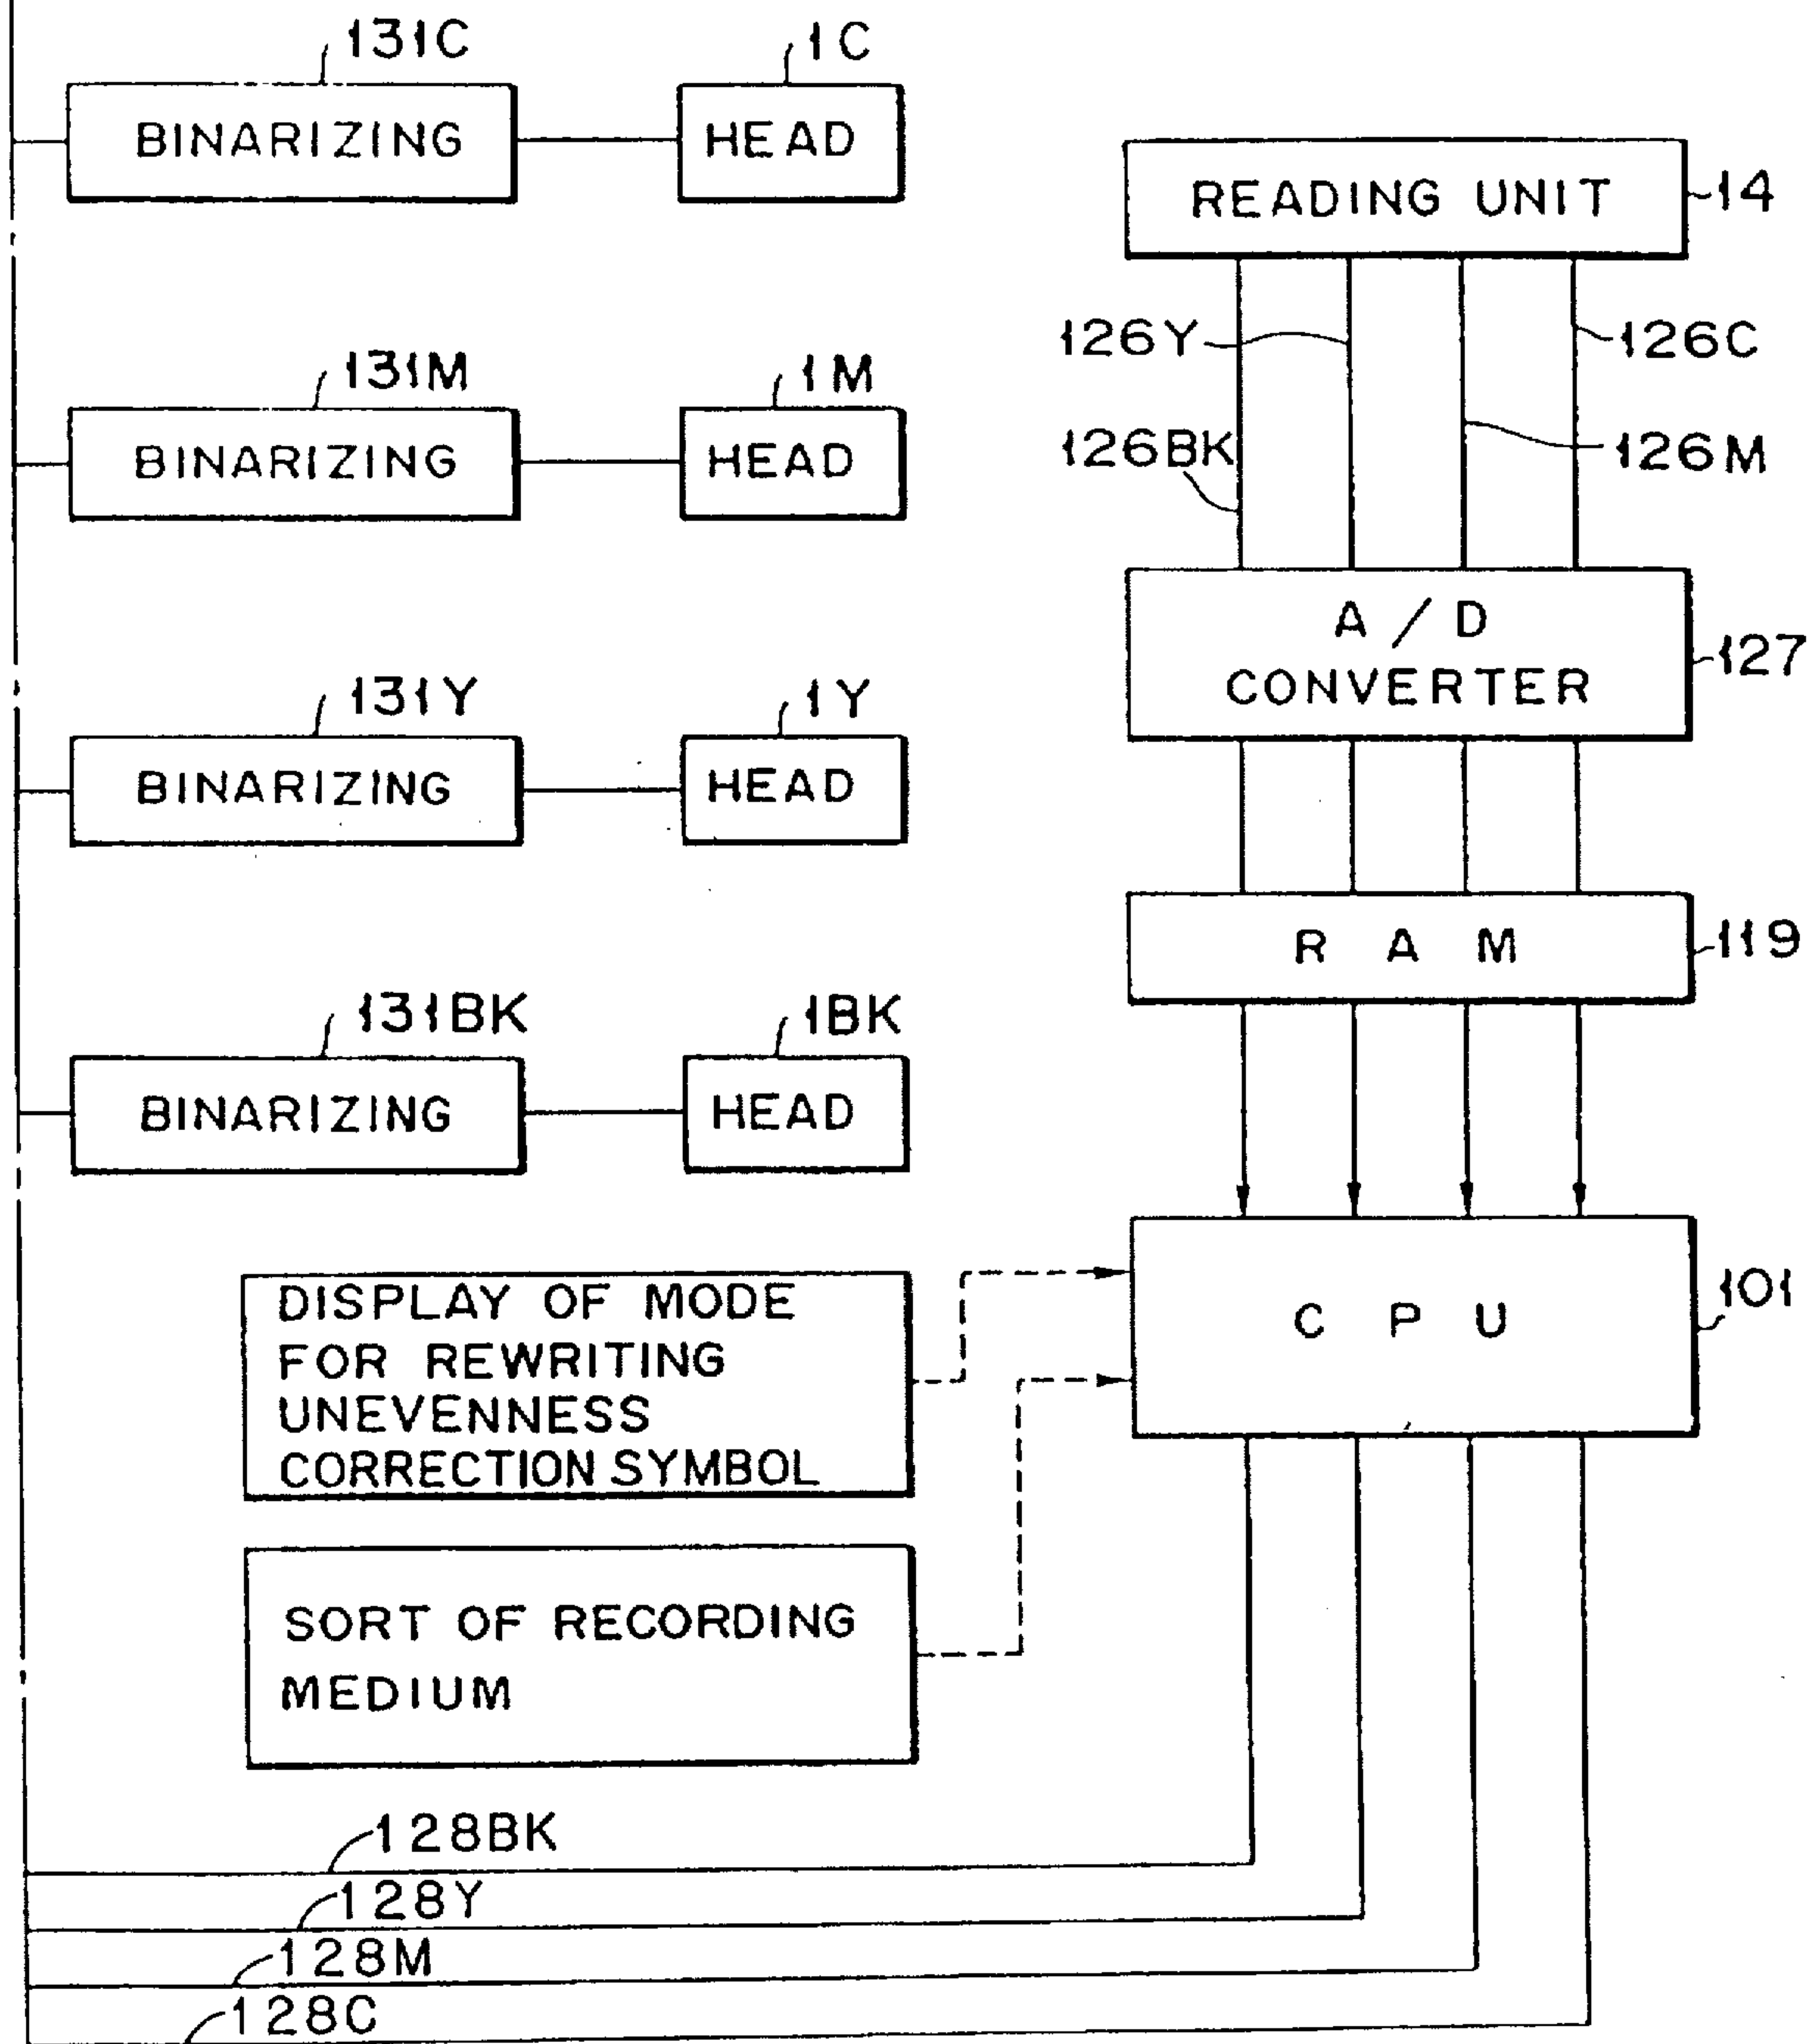 131C
1C
BINARIZING
HEAD
READING UNIT
14
126Y
126C
131M
1M
BINARIZING
HEAD
126BK
126M
A / D
CONVERTER
127
131Y
1Y
BINARIZING
HEAD
R A M
119
131BK
1BK
BINARIZING
HEAD
DISPLAY OF MODE
FOR REWRITING
UNEVENNESS
CORRECTION SYMBOL
C P U
101
SORT OF RECORDING
MEDIUM
128BK
128Y
128M
128C